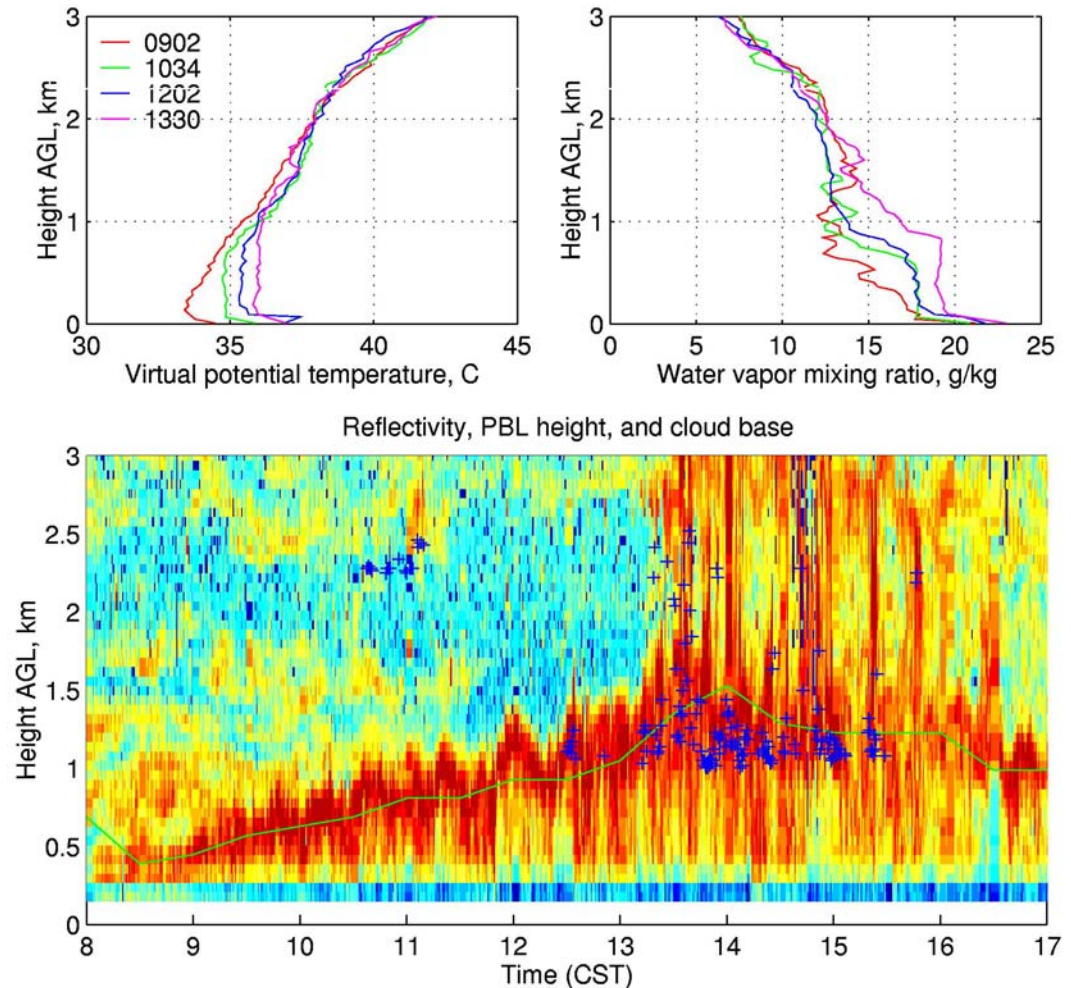 3
0902
1034
1202
1330
2
1
0
30 35 40 45
Height AGL, km
Virtual potential temperature, C
3
2
1
0
0 5 10 15 20 25
Height AGL, km
Water vapor mixing ratio, g/kg
Reflectivity, PBL height, and cloud base
3
2.5
2
1.5
1
0.5
0
8 9 10 11 12 13 14 15 16 17
Height AGL, km
Time (CST)